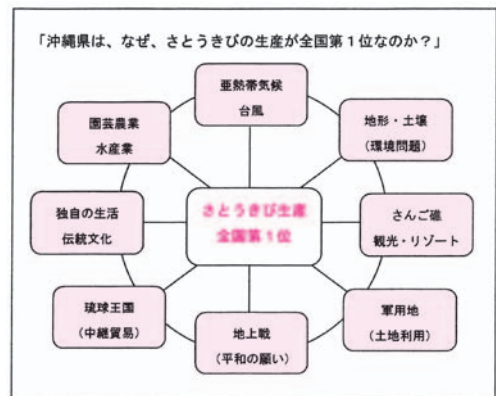 「沖縄県は、なぜ、さとうきびの生産が全国第1位なのか？」
亜熱帯気候
台風
園芸農業
水産業
地形・土壌
（環境問題）
独自の生活
伝統文化
さとうきび生産
全国第1位
さんご礁
観光・リゾート
琉球王国
（中継貿易）
地上戦
（平和の願い）
軍用地
（土地利用）